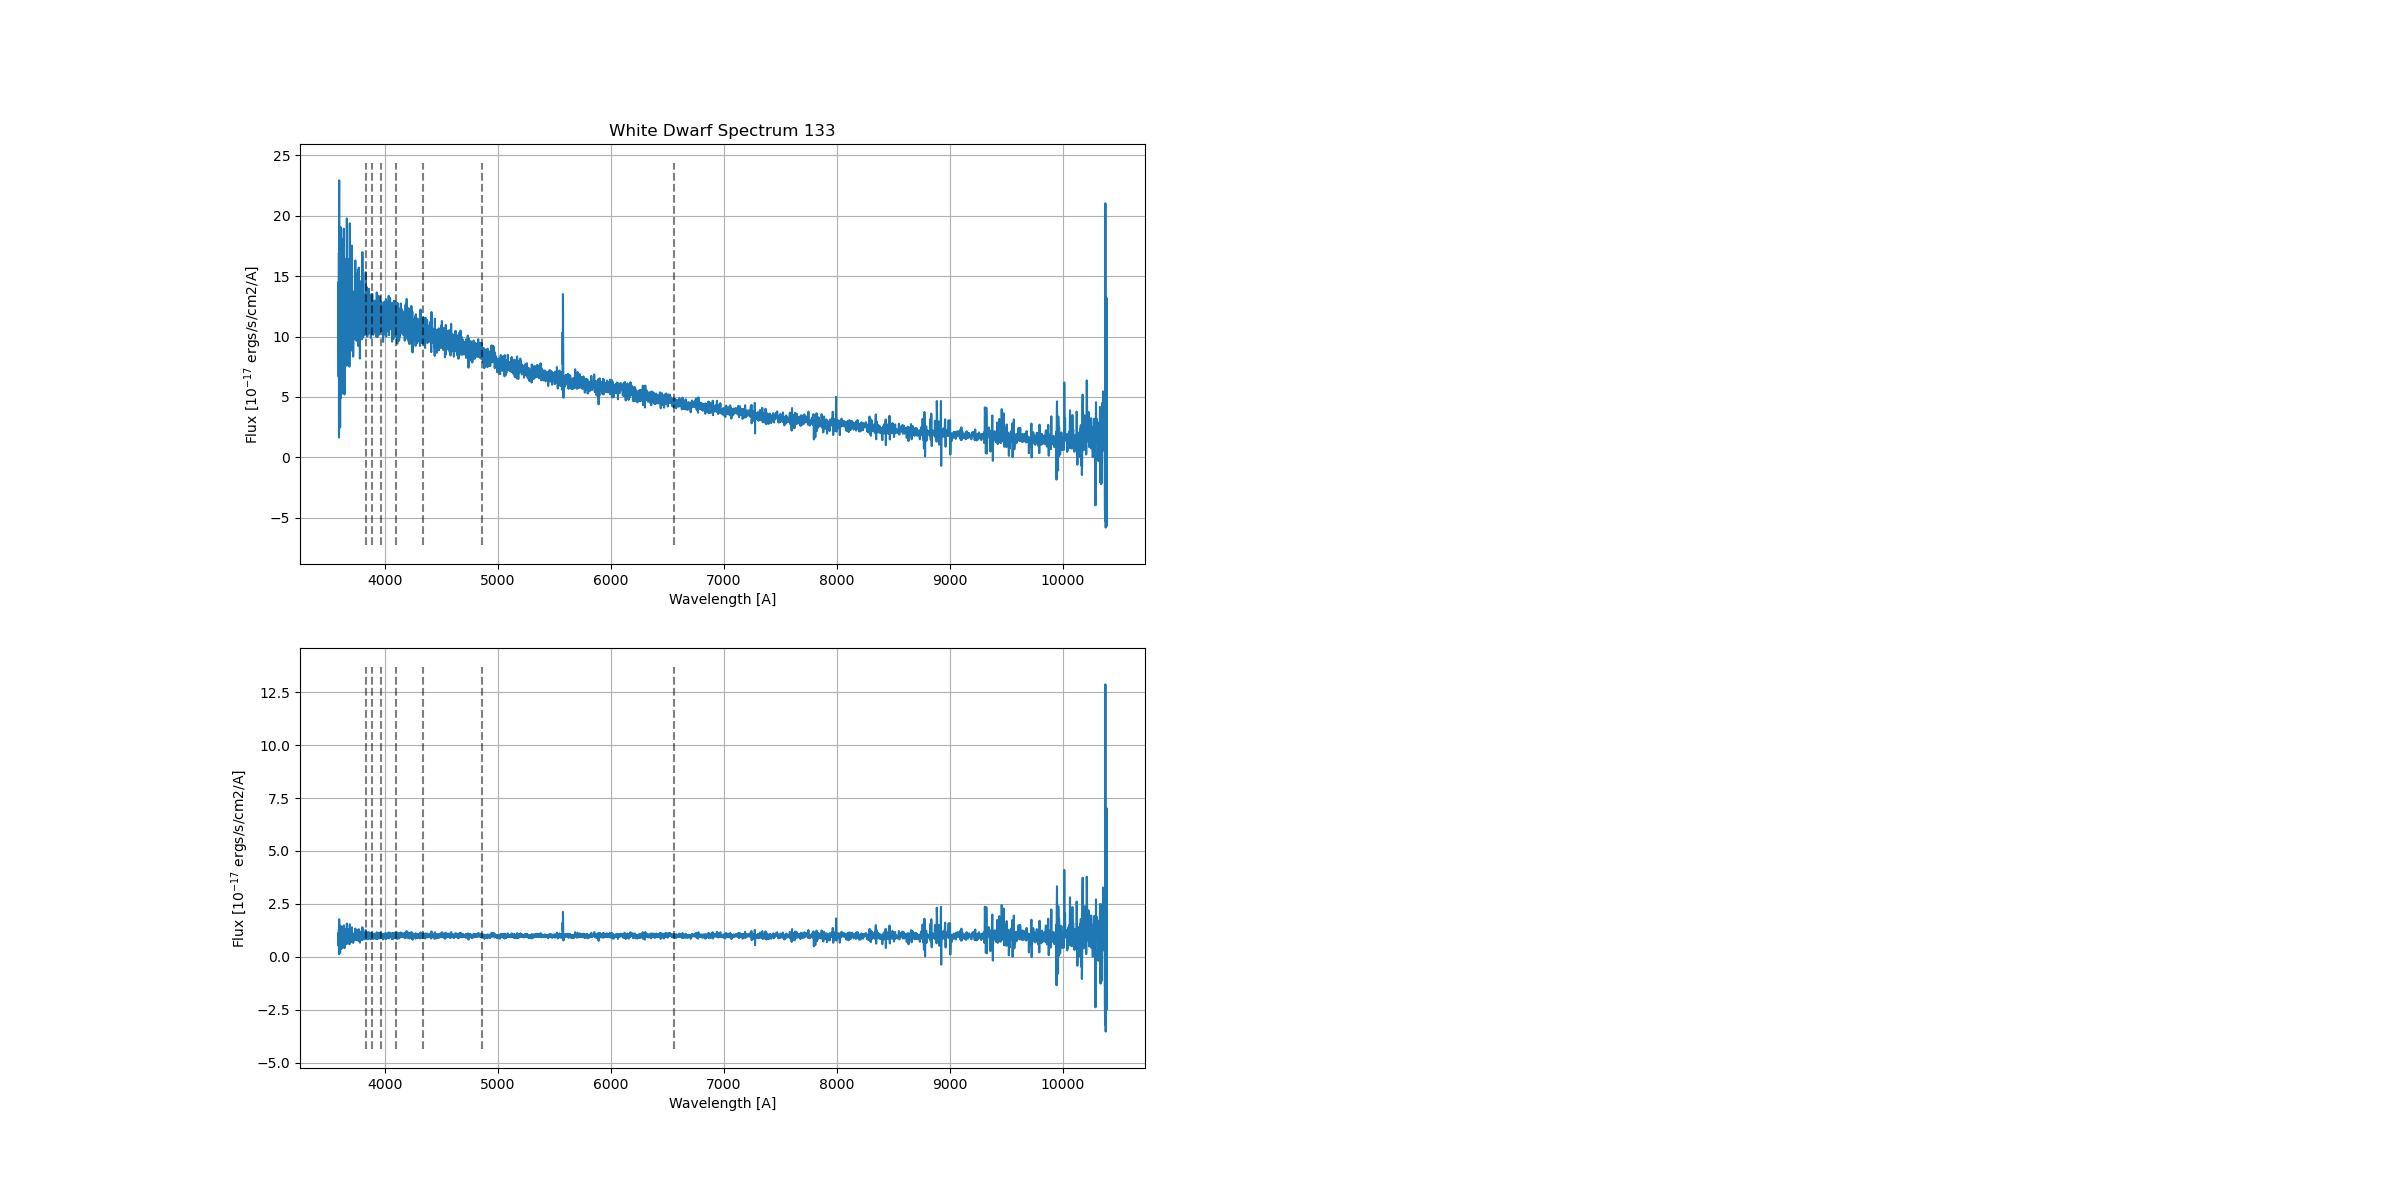 White Dwarf Spectrum 133
25
20
15
10
5
0
−5
Flux [10⁻¹⁷ ergs/s/cm2/A]
4000 5000 6000 7000 8000 9000 10000
Wavelength [A]
12.5
10.0
7.5
5.0
2.5
0.0
−2.5
−5.0
Flux [10⁻¹⁷ ergs/s/cm2/A]
4000 5000 6000 7000 8000 9000 10000
Wavelength [A]